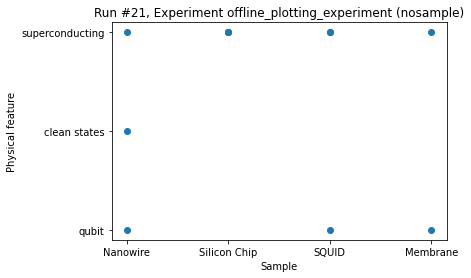 Run #21, Experiment offline_plotting_experiment (nosample)
superconducting
clean states
qubit
Physical feature
Nanowire
Silicon Chip
SQUID
Membrane
Sample